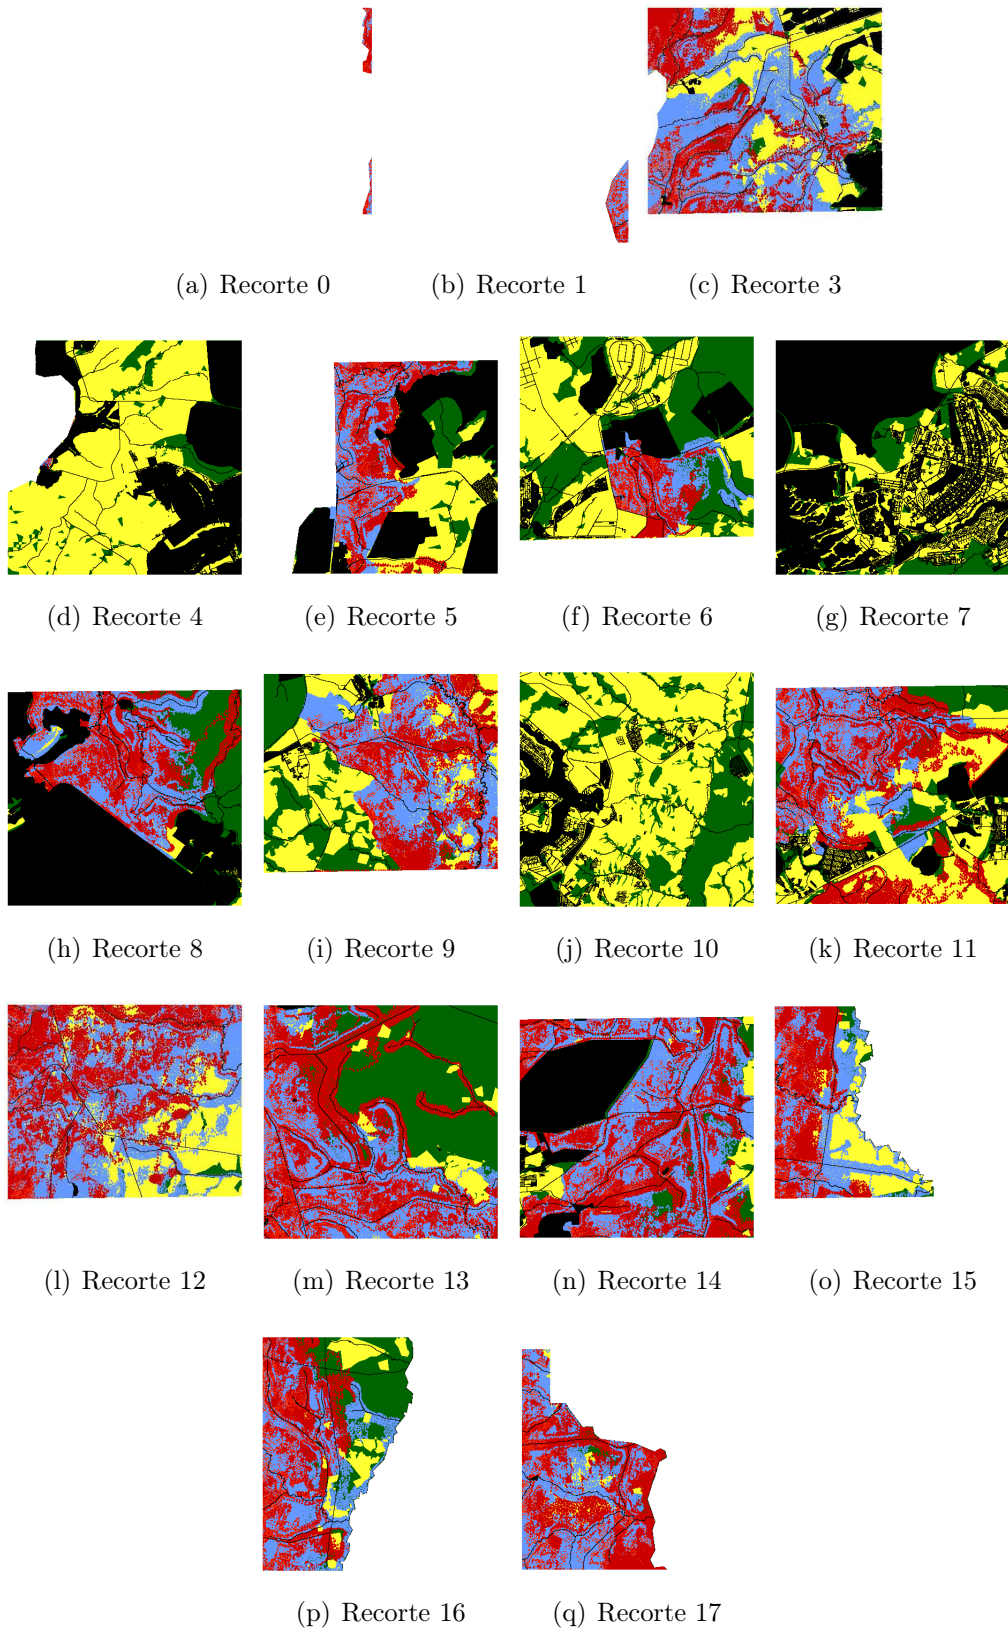 (a) Recorte 0
(b) Recorte 1
(c) Recorte 3
(d) Recorte 4
(e) Recorte 5
(f) Recorte 6
(g) Recorte 7
(h) Recorte 8
(i) Recorte 9
(j) Recorte 10
(k) Recorte 11
(l) Recorte 12
(m) Recorte 13
(n) Recorte 14
(o) Recorte 15
(p) Recorte 16
(q) Recorte 17